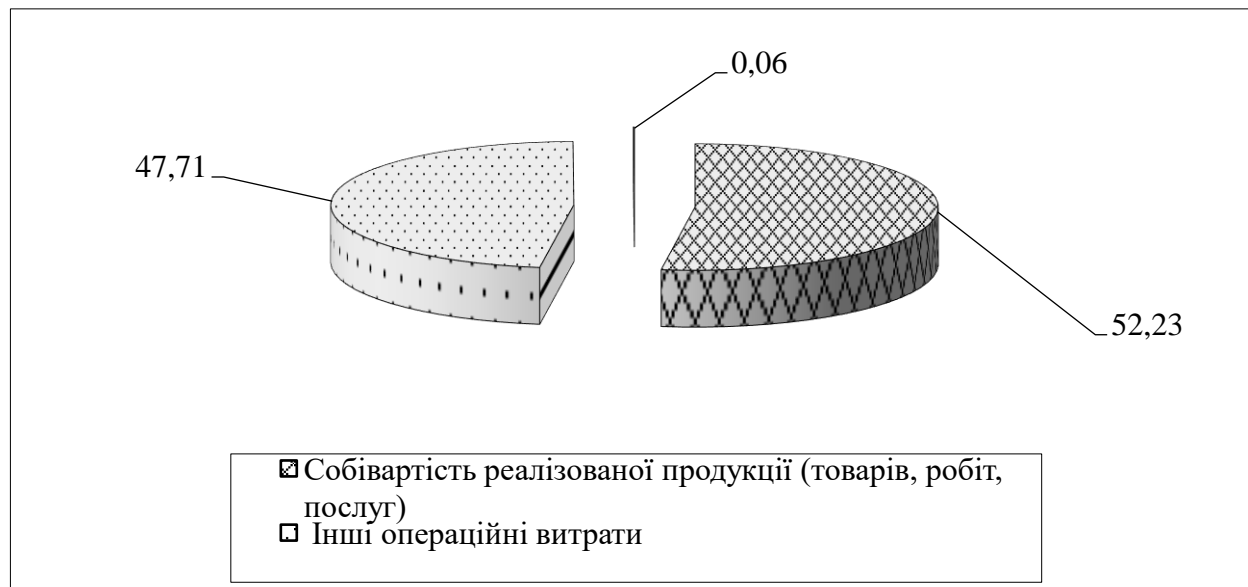 0,06
47,71
52,23
Собівартість реалізованої продукції (товарів, робіт,
послуг)
Інші операційні витрати